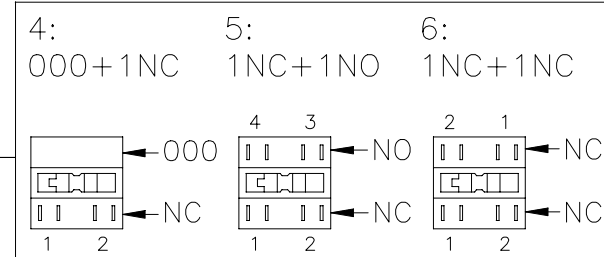 4: 5: 6:
000+1NC 1NC+1NO 1NC+1NC
4 3 2 1
000 NO NC
NC NC NC
1 2 1 2 1 2